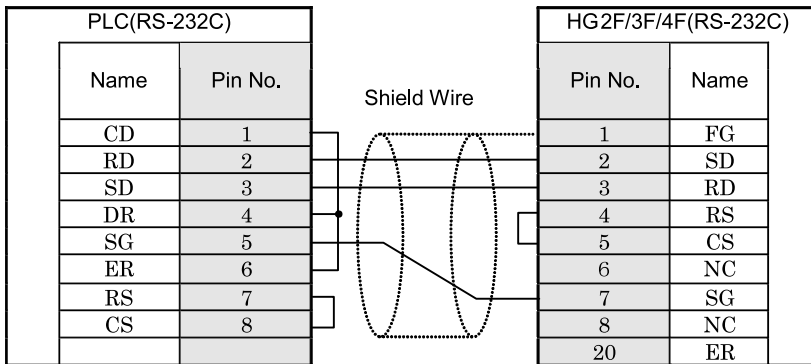 PLC(RS-232C) HG2F/3F/4F(RS-232C)
Name Pin No. Shield Wire Pin No. Name
CD 1 1 FG
RD 2 2 SD
SD 3 3 RD
DR 4 4 RS
SG 5 5 CS
ER 6 6 NC
RS 7 7 SG
CS 8 8 NC
20 ER